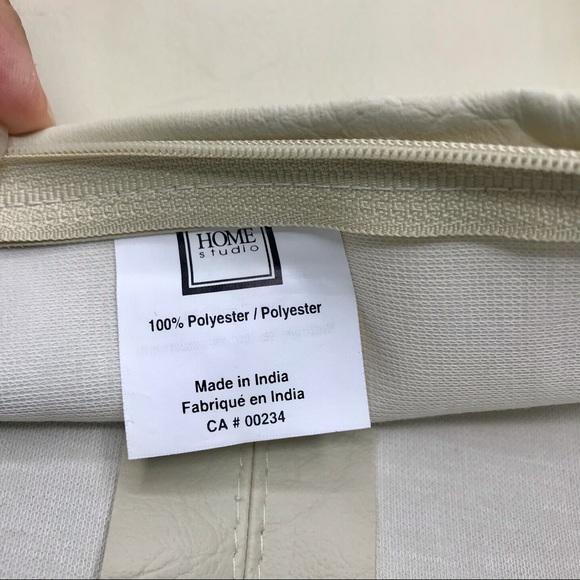 HOME
studio
100% Polyester / Polyester
Made in India
Fabriqué en India
CA # 00234